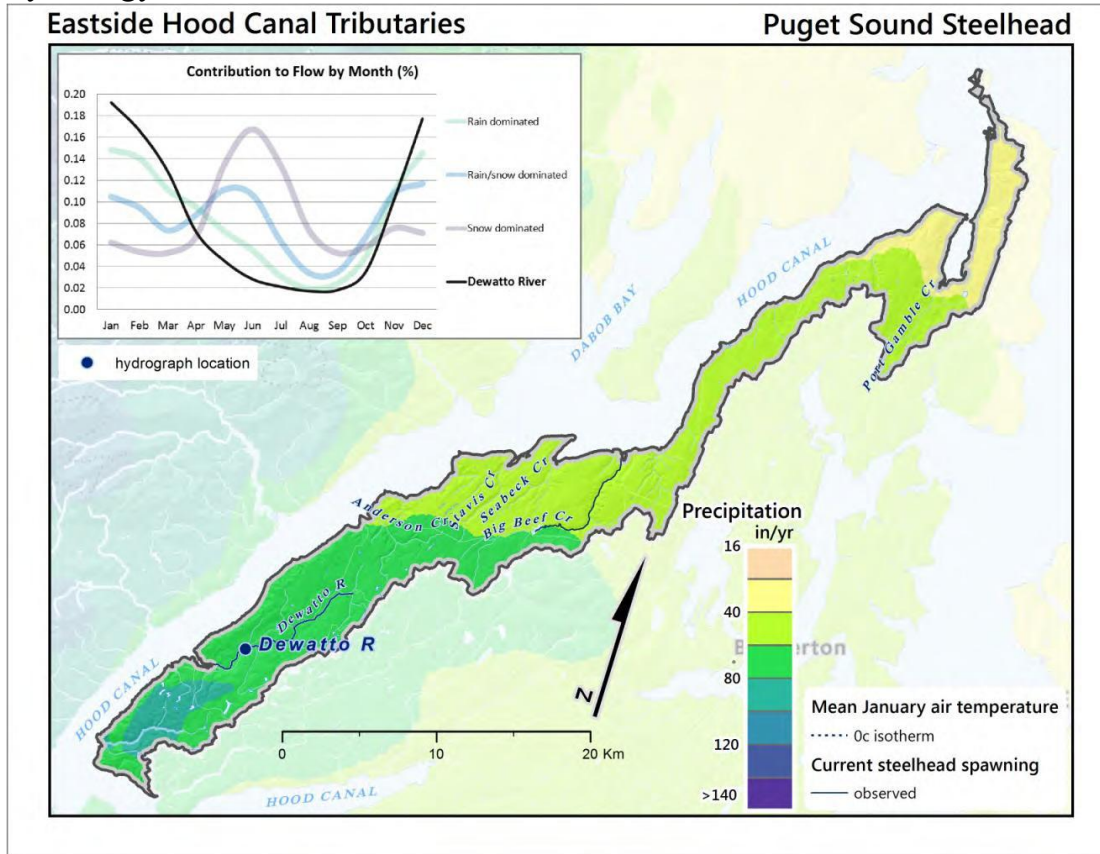 Eastside Hood Canal Tributaries
Puget Sound Steelhead
Contribution to Flow by Month (%)
0.20
0.18
0.16
0.14
0.12
0.10
0.08
0.06
0.04
0.02
0.00
Jan Feb Mar Apr May Jun Jul Aug Sep Oct Nov Dec
Rain dominated
Rain/snow dominated
Snow dominated
Dewatto River
hydrograph location
HOOD CANAL
DABOB BAY
Port Gamble Cr
Anderson Cr
Seabeck Cr
Big Beef Cr
Dewatto R
Dewatto R
HOOD CANAL
HOOD CANAL
N
0 10 20 Km
Precipitation
in/yr
16
40
80
120
>140
Mean January air temperature
0c isotherm
Current steelhead spawning
observed